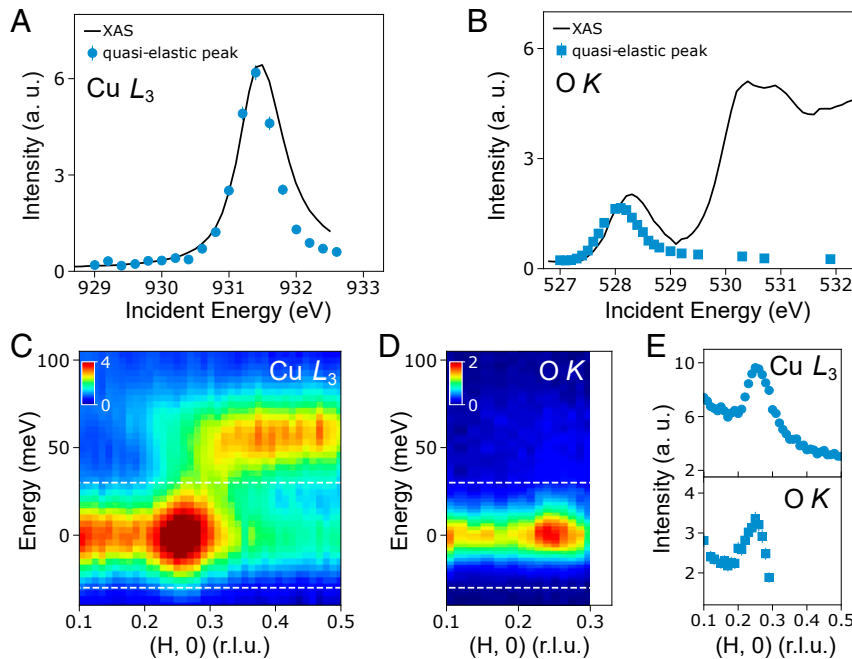 A
XAS
quasi-elastic peak
Cu L3
Intensity (a. u.)
6
3
0
929 930 931 932 933
Incident Energy (eV)
B
XAS
quasi-elastic peak
O K
Intensity (a. u.)
6
3
0
527 528 529 530 531 532
Incident Energy (eV)
C
4
0
Cu L3
Energy (meV)
100
50
0
0.1 0.2 0.3 0.4 0.5
(H, 0) (r.l.u.)
D
2
0
O K
Energy (meV)
100
50
0
0.1 0.2 0.3
(H, 0) (r.l.u.)
E
Cu L3
10
6
2
O K
Intensity (a. u.)
4
3
2
0.1 0.2 0.3 0.4 0.5
(H, 0) (r.l.u.)